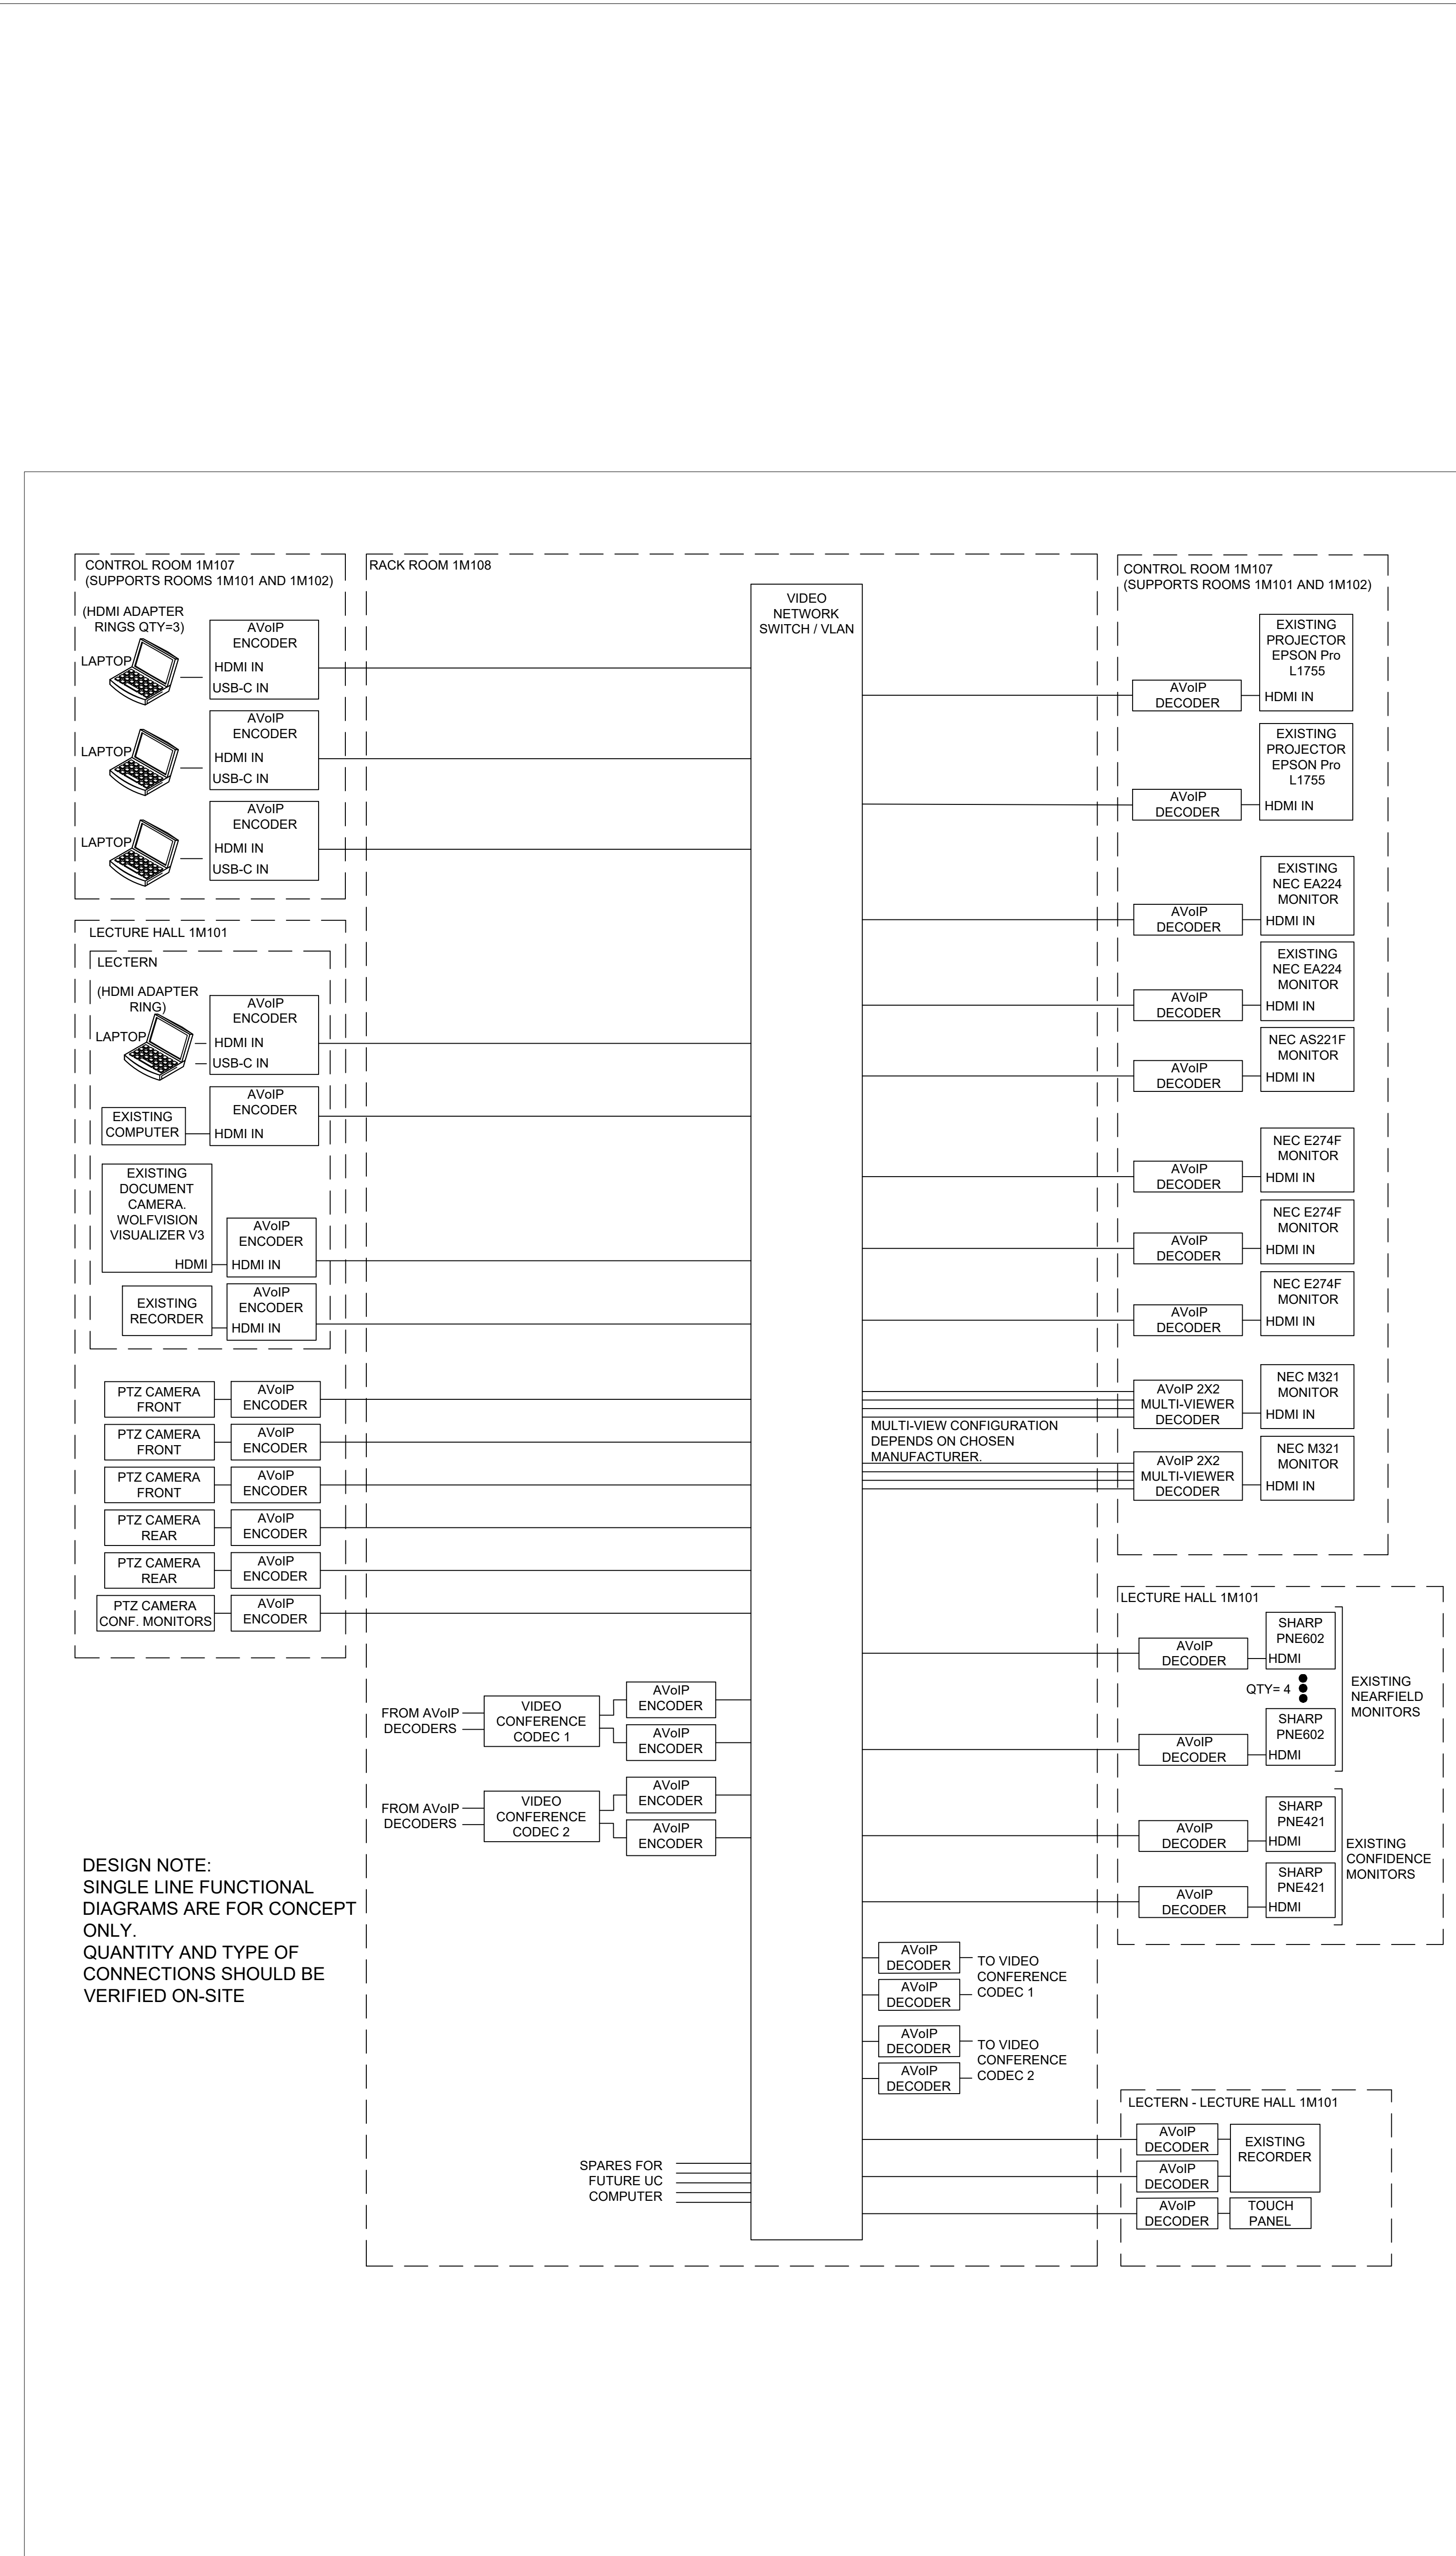 CONTROL ROOM 1M107
(SUPPORTS ROOMS 1M101 AND 1M102)
(HDMI ADAPTER
RINGS QTY=3)
LAPTOP
AVoIP
ENCODER
HDMI IN
USB-C IN
LAPTOP
AVoIP
ENCODER
HDMI IN
USB-C IN
LAPTOP
AVoIP
ENCODER
HDMI IN
USB-C IN
LECTURE HALL 1M101
LECTERN
(HDMI ADAPTER
RING)
LAPTOP
AVoIP
ENCODER
HDMI IN
USB-C IN
EXISTING
COMPUTER
AVoIP
ENCODER
HDMI IN
EXISTING
DOCUMENT
CAMERA.
WOLFVISION
VISUALIZER V3
HDMI
AVoIP
ENCODER
HDMI IN
EXISTING
RECORDER
AVoIP
ENCODER
HDMI IN
PTZ CAMERA
FRONT
AVoIP
ENCODER
PTZ CAMERA
FRONT
AVoIP
ENCODER
PTZ CAMERA
FRONT
AVoIP
ENCODER
PTZ CAMERA
REAR
AVoIP
ENCODER
PTZ CAMERA
REAR
AVoIP
ENCODER
PTZ CAMERA
CONF. MONITORS
AVoIP
ENCODER
DESIGN NOTE:
SINGLE LINE FUNCTIONAL
DIAGRAMS ARE FOR CONCEPT
ONLY.
QUANTITY AND TYPE OF
CONNECTIONS SHOULD BE
VERIFIED ON-SITE
RACK ROOM 1M108
VIDEO
NETWORK
SWITCH / VLAN
FROM AVoIP
DECODERS
VIDEO
CONFERENCE
CODEC 1
AVoIP
ENCODER
AVoIP
ENCODER
FROM AVoIP
DECODERS
VIDEO
CONFERENCE
CODEC 2
AVoIP
ENCODER
AVoIP
ENCODER
SPARES FOR
FUTURE UC
COMPUTER
MULTI-VIEW CONFIGURATION
DEPENDS ON CHOSEN
MANUFACTURER.
AVoIP
DECODER
AVoIP
DECODER
TO VIDEO
CONFERENCE
CODEC 1
AVoIP
DECODER
AVoIP
DECODER
TO VIDEO
CONFERENCE
CODEC 2
CONTROL ROOM 1M107
(SUPPORTS ROOMS 1M101 AND 1M102)
AVoIP
DECODER
EXISTING
PROJECTOR
EPSON Pro
L1755
HDMI IN
AVoIP
DECODER
EXISTING
PROJECTOR
EPSON Pro
L1755
HDMI IN
AVoIP
DECODER
EXISTING
NEC EA224
MONITOR
HDMI IN
AVoIP
DECODER
EXISTING
NEC EA224
MONITOR
HDMI IN
AVoIP
DECODER
NEC AS221F
MONITOR
HDMI IN
AVoIP
DECODER
NEC E274F
MONITOR
HDMI IN
AVoIP
DECODER
NEC E274F
MONITOR
HDMI IN
AVoIP
DECODER
NEC E274F
MONITOR
HDMI IN
AVoIP 2X2
MULTI-VIEWER
DECODER
NEC M321
MONITOR
HDMI IN
AVoIP 2X2
MULTI-VIEWER
DECODER
NEC M321
MONITOR
HDMI IN
LECTURE HALL 1M101
AVoIP
DECODER
SHARP
PNE602
HDMI
QTY= 4
AVoIP
DECODER
SHARP
PNE602
HDMI
EXISTING
NEARFIELD
MONITORS
AVoIP
DECODER
SHARP
PNE421
HDMI
AVoIP
DECODER
SHARP
PNE421
HDMI
EXISTING
CONFIDENCE
MONITORS
LECTERN - LECTURE HALL 1M101
AVoIP
DECODER
AVoIP
DECODER
EXISTING
RECORDER
AVoIP
DECODER
TOUCH
PANEL